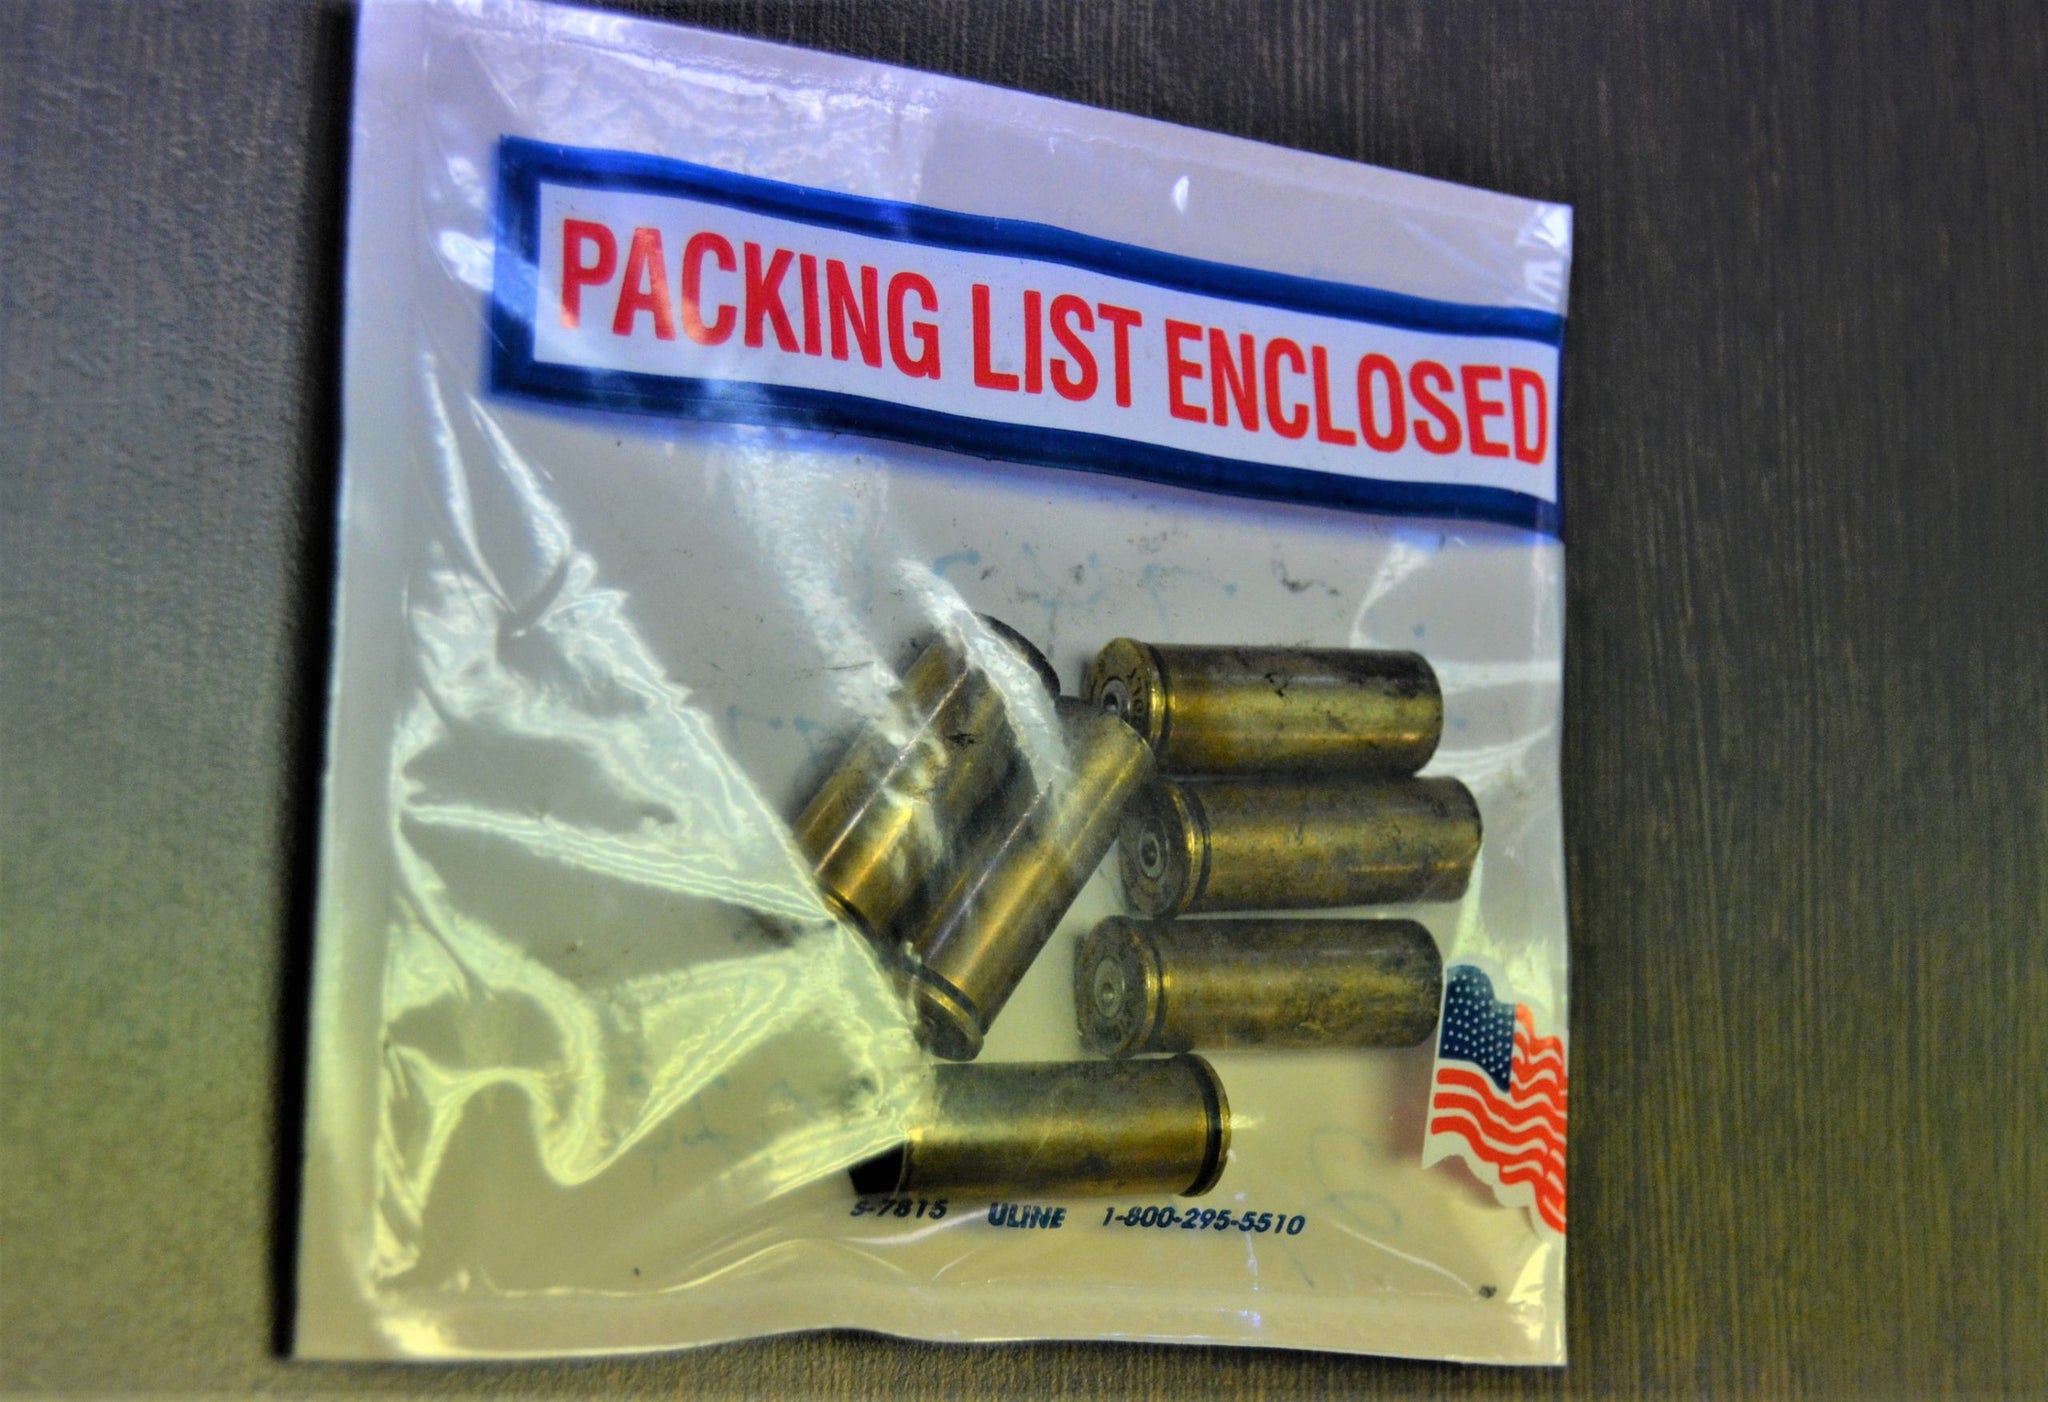 PACKING LIST ENCLOSED
S-7815 ULINE 1-800-295-5510